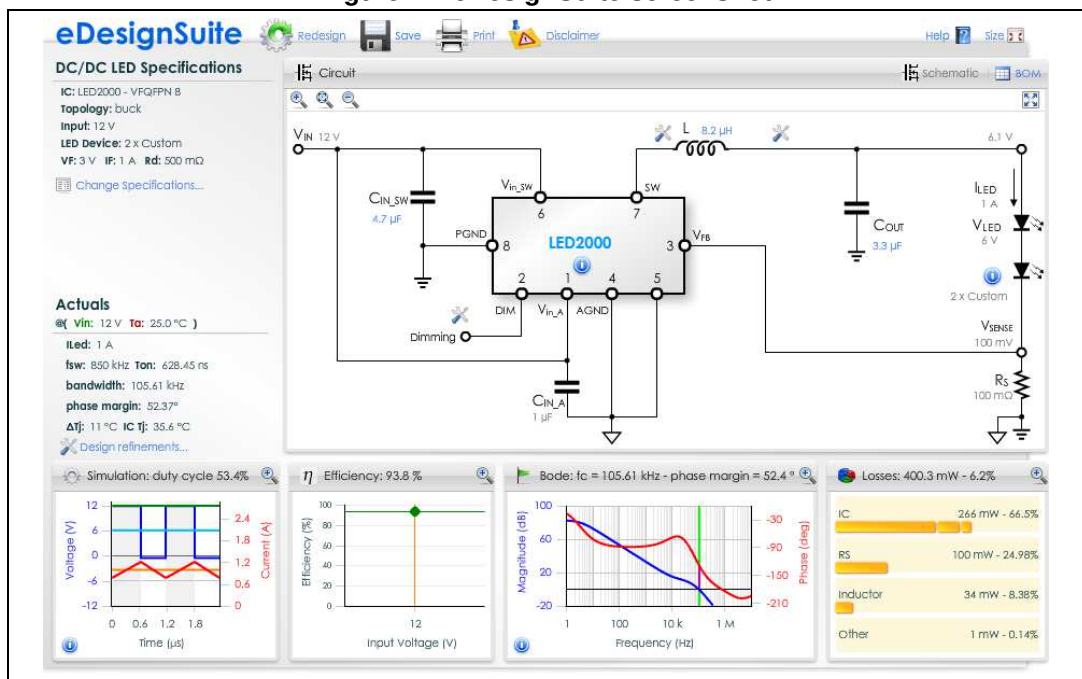 eDesignSuite
Redesign
Save
Print
Disclaimer
Help
Size
DC/DC LED Specifications
IC: LED2000 - VFQFPN 8
Topology: buck
Input: 12 V
LED Device: 2 x Custom
VF: 3 V IF: 1 A Rd: 500 mΩ
Change Specifications...
Actuals
@( Vin: 12 V Ta: 25.0 °C )
ILed: 1 A
fsw: 850 kHz Ton: 628.45 ns
bandwidth: 105.61 kHz
phase margin: 52.37°
ΔTj: 11 °C IC Tj: 35.6 °C
Design refinements...
Circuit
Schematic
BOM
VIN 12 V
L 8.2 µH
6.1 V
CIN_SW
4.7 µF
Vin_SW
6
SW
7
PGND
8
LED2000
3
VFB
2
1
4
5
DIM
Vin_A
AGND
Dimming
CIN_A
1 µF
COUT
3.3 µF
ILED
1 A
VLED
6 V
2 x Custom
VSENSE
100 mV
RS
100 mΩ
Simulation: duty cycle 53.4%
Voltage (V)
12
6
0
-6
-12
2.4
1.8
1.2
0.6
0
Current (A)
0 0.6 1.2 1.8
Time (µs)
η Efficiency: 93.8 %
Efficiency (%)
100
80
60
40
20
0
12
Input Voltage (V)
Bode: fc = 105.61 kHz - phase margin = 52.4 °
Magnitude (dB)
100
60
20
-20
-30
-90
-150
-210
Phase (deg)
1 100 10 k 1 M
Frequency (Hz)
Losses: 400.3 mW - 6.2%
IC 266 mW - 66.5%
RS 100 mW - 24.98%
Inductor 34 mW - 8.38%
Other 1 mW - 0.14%